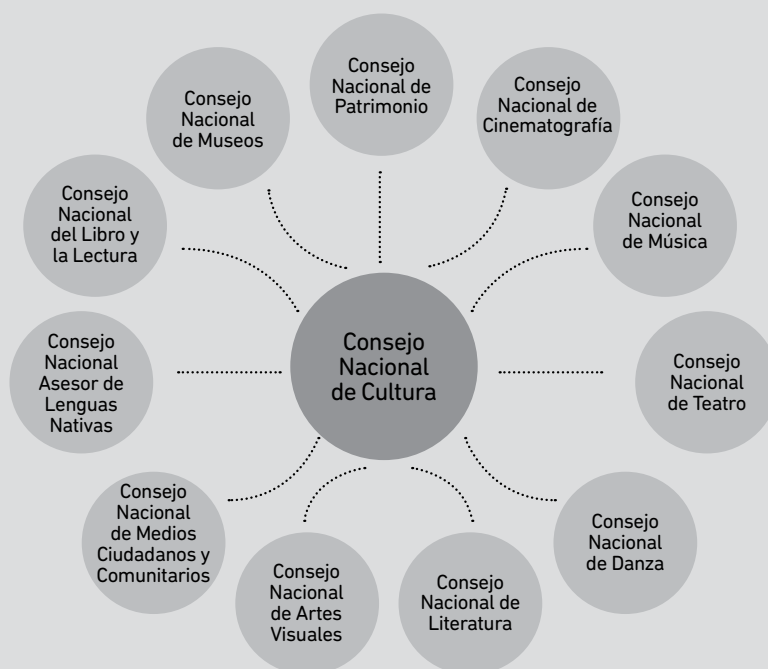 Consejo
Nacional de
Patrimonio
Consejo
Nacional de
Cinematografía
Consejo
Nacional
de Música
Consejo
Nacional
de Teatro
Consejo
Nacional
de Danza
Consejo
Nacional de
Literatura
Consejo
Nacional
de Artes
Visuales
Consejo
Nacional
de Medios
Ciudadanos y
Comunitarios
Consejo
Nacional
Asesor de
Lenguas
Nativas
Consejo
Nacional
del Libro y
la Lectura
Consejo
Nacional
de Museos
Consejo
Nacional
de Cultura